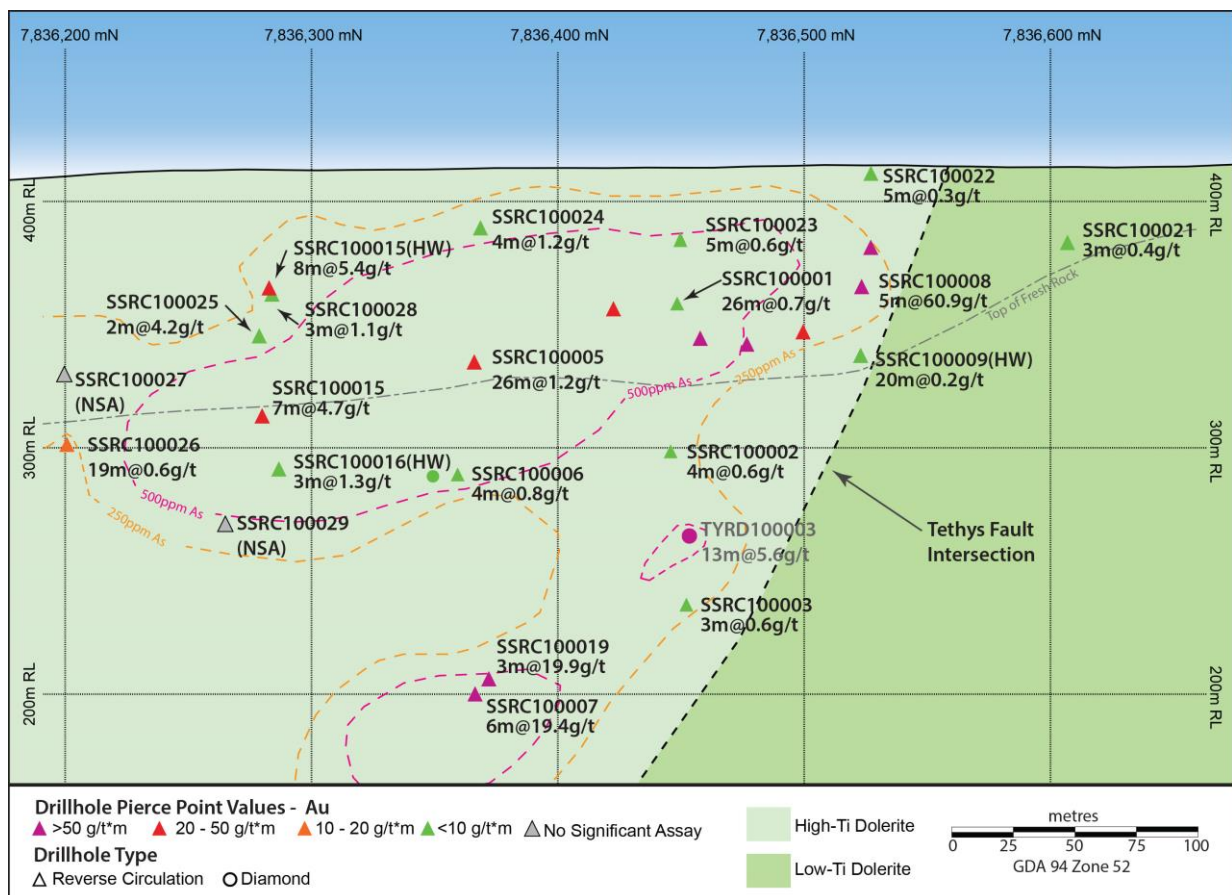 7,836,200 mN
7,836,300 mN
7,836,400 mN
7,836,500 mN
7,836,600 mN
400m RL
400m RL
SSRC100022
5m@0.3g/t
SSRC100024
4m@1.2g/t
SSRC100023
5m@0.6g/t
SSRC100021
3m@0.4g/t
SSRC100015(HW)
8m@5.4g/t
SSRC100001
26m@0.7g/t
SSRC100008
5m@60.9g/t
Top of Fresh Rock
SSRC100025
2m@4.2g/t
SSRC100028
3m@1.1g/t
SSRC100005
26m@1.2g/t
500ppm As
250ppm As
SSRC100009(HW)
20m@0.2g/t
SSRC100027
(NSA)
SSRC100015
7m@4.7g/t
300m RL
300m RL
SSRC100026
19m@0.6g/t
SSRC100016(HW)
3m@1.3g/t
SSRC100006
4m@0.8g/t
SSRC100002
4m@0.6g/t
500ppm As
250ppm As
SSRC100029
(NSA)
TYRD100003
13m@5.6g/t
Tethys Fault
Intersection
SSRC100003
3m@0.6g/t
SSRC100019
3m@19.9g/t
SSRC100007
6m@19.4g/t
200m RL
200m RL
Drillhole Pierce Point Values - Au
>50 g/t*m
20 - 50 g/t*m
10 - 20 g/t*m
<10 g/t*m
No Significant Assay
Drillhole Type
Reverse Circulation
Diamond
High-Ti Dolerite
Low-Ti Dolerite
metres
0 25 50 75 100
GDA 94 Zone 52